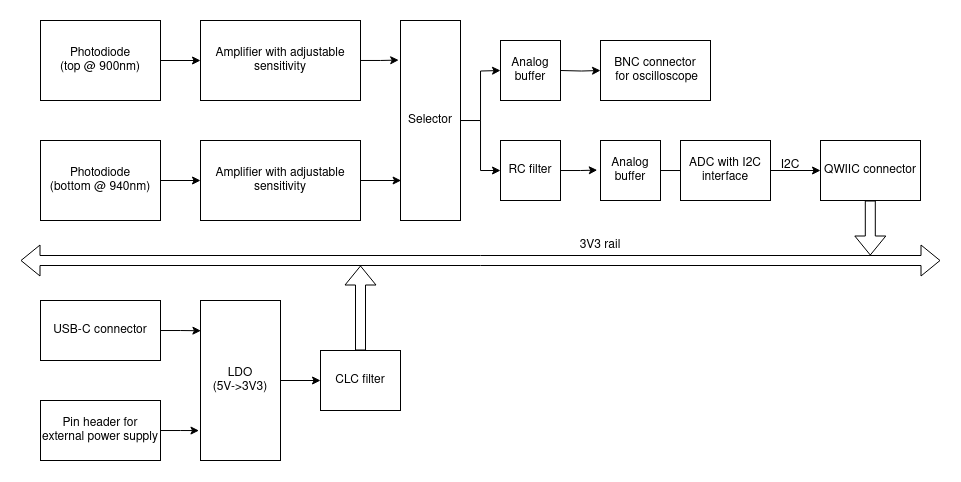 Photodiode
(top @ 900nm)
Amplifier with adjustable
sensitivity
Selector
Analog
buffer
BNC connector
for oscilloscope
Photodiode
(bottom @ 940nm)
Amplifier with adjustable
sensitivity
RC filter
Analog
buffer
ADC with I2C
interface
I2C
QWIIC connector
3V3 rail
USB-C connector
LDO
(5V->3V3)
CLC filter
Pin header for
external power supply